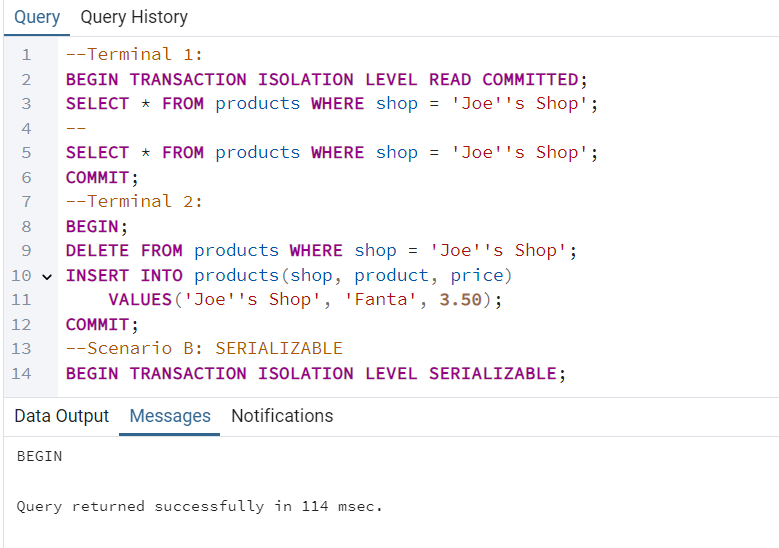 Query Query History
1 --Terminal 1:
2 BEGIN TRANSACTION ISOLATION LEVEL READ COMMITTED;
3 SELECT * FROM products WHERE shop = 'Joe''s Shop';
4 --
5 SELECT * FROM products WHERE shop = 'Joe''s Shop';
6 COMMIT;
7 --Terminal 2:
8 BEGIN;
9 DELETE FROM products WHERE shop = 'Joe''s Shop';
10 INSERT INTO products(shop, product, price)
11 VALUES('Joe''s Shop', 'Fanta', 3.50);
12 COMMIT;
13 --Scenario B: SERIALIZABLE
14 BEGIN TRANSACTION ISOLATION LEVEL SERIALIZABLE;
Data Output Messages Notifications
BEGIN
Query returned successfully in 114 msec.